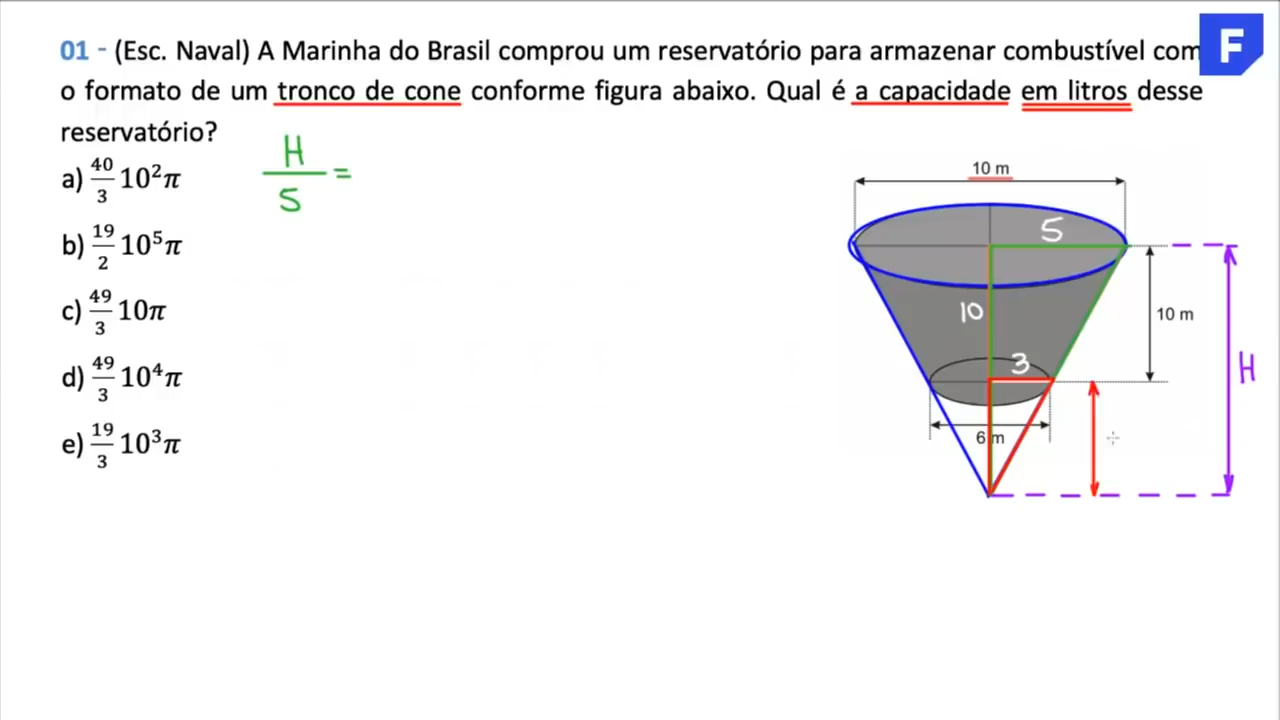 01 - (Esc. Naval) A Marinha do Brasil comprou um reservatório para armazenar combustível com
o formato de um tronco de cone conforme figura abaixo. Qual é a capacidade em litros desse
reservatório?
a) 40/3 10²π
b) 19/2 10⁵π
c) 49/3 10π
d) 49/3 10⁴π
e) 19/3 10³π
H/5 =
F
10 m
5
10
10 m
3
H
6 m